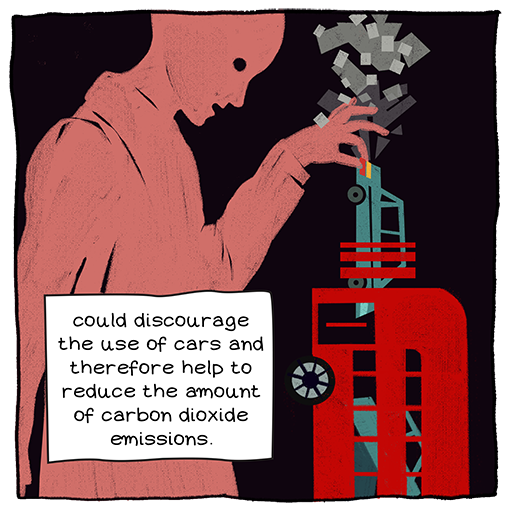 could discourage
the use of cars and
therefore help to
reduce the amount
of carbon dioxide
emissions.